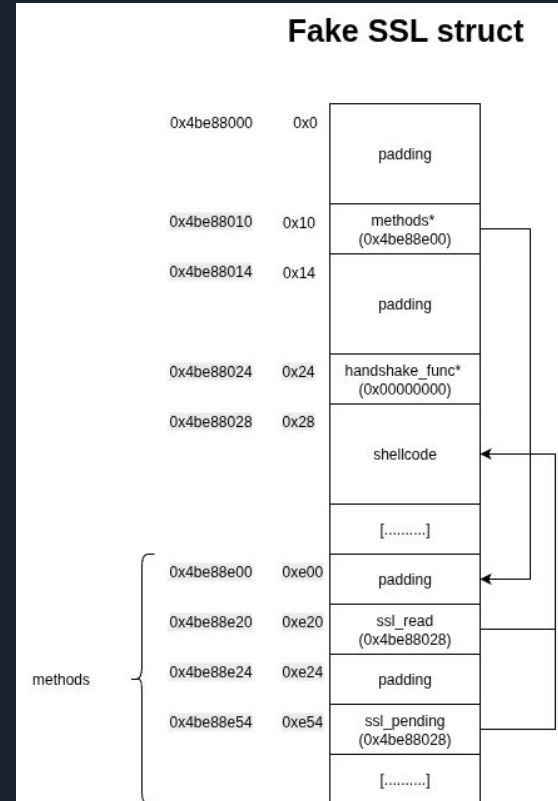 Fake SSL struct
0x4be88000 0x0
padding
0x4be88010 0x10 methods*
(0x4be88e00)
0x4be88014 0x14
padding
0x4be88024 0x24 handshake_func*
(0x00000000)
0x4be88028 0x28
shellcode
[..........]
0x4be88e00 0xe00 padding
0x4be88e20 0xe20 ssl_read
(0x4be88028)
methods 0x4be88e24 0xe24 padding
0x4be88e54 0xe54 ssl_pending
(0x4be88028)
[..........]